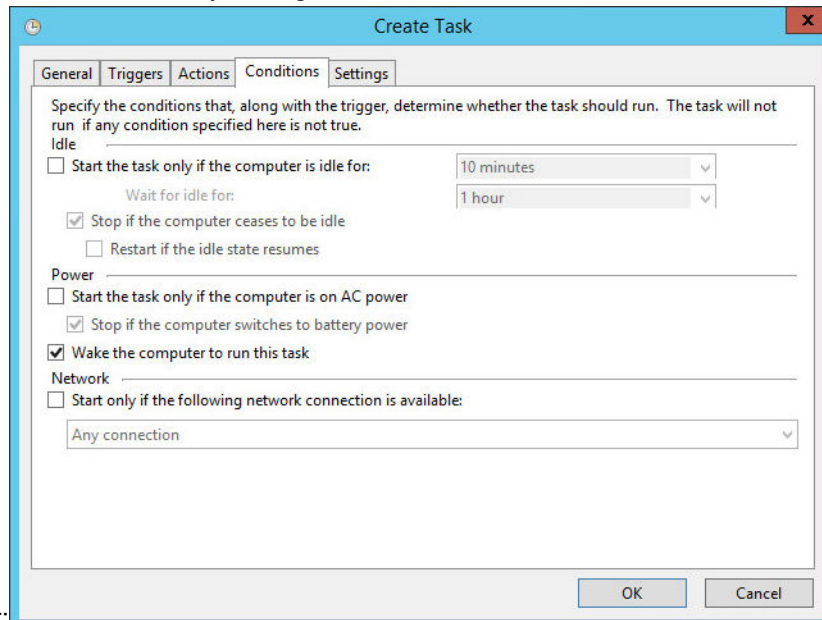 Create Task
x
General Triggers Actions Conditions Settings
Specify the conditions that, along with the trigger, determine whether the task should run. The task will not
run if any condition specified here is not true.
Idle
Start the task only if the computer is idle for: 10 minutes
Wait for idle for: 1 hour
Stop if the computer ceases to be idle
Restart if the idle state resumes
Power
Start the task only if the computer is on AC power
Stop if the computer switches to battery power
Wake the computer to run this task
Network
Start only if the following network connection is available:
Any connection
OK Cancel
..